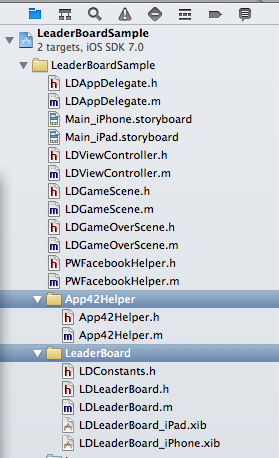 LeaderBoardSample
2 targets, iOS SDK 7.0
LeaderBoardSample
h LDAppDelegate.h
m LDAppDelegate.m
Main_iPhone.storyboard
Main_iPad.storyboard
h LDViewController.h
m LDViewController.m
h LDGameScene.h
m LDGameScene.m
h LDGameOverScene.h
m LDGameOverScene.m
h PWFacebookHelper.h
m PWFacebookHelper.m
App42Helper
h App42Helper.h
m App42Helper.m
LeaderBoard
h LDConstants.h
h LDLeaderBoard.h
m LDLeaderBoard.m
LDLeaderBoard_iPad.xib
LDLeaderBoard_iPhone.xib